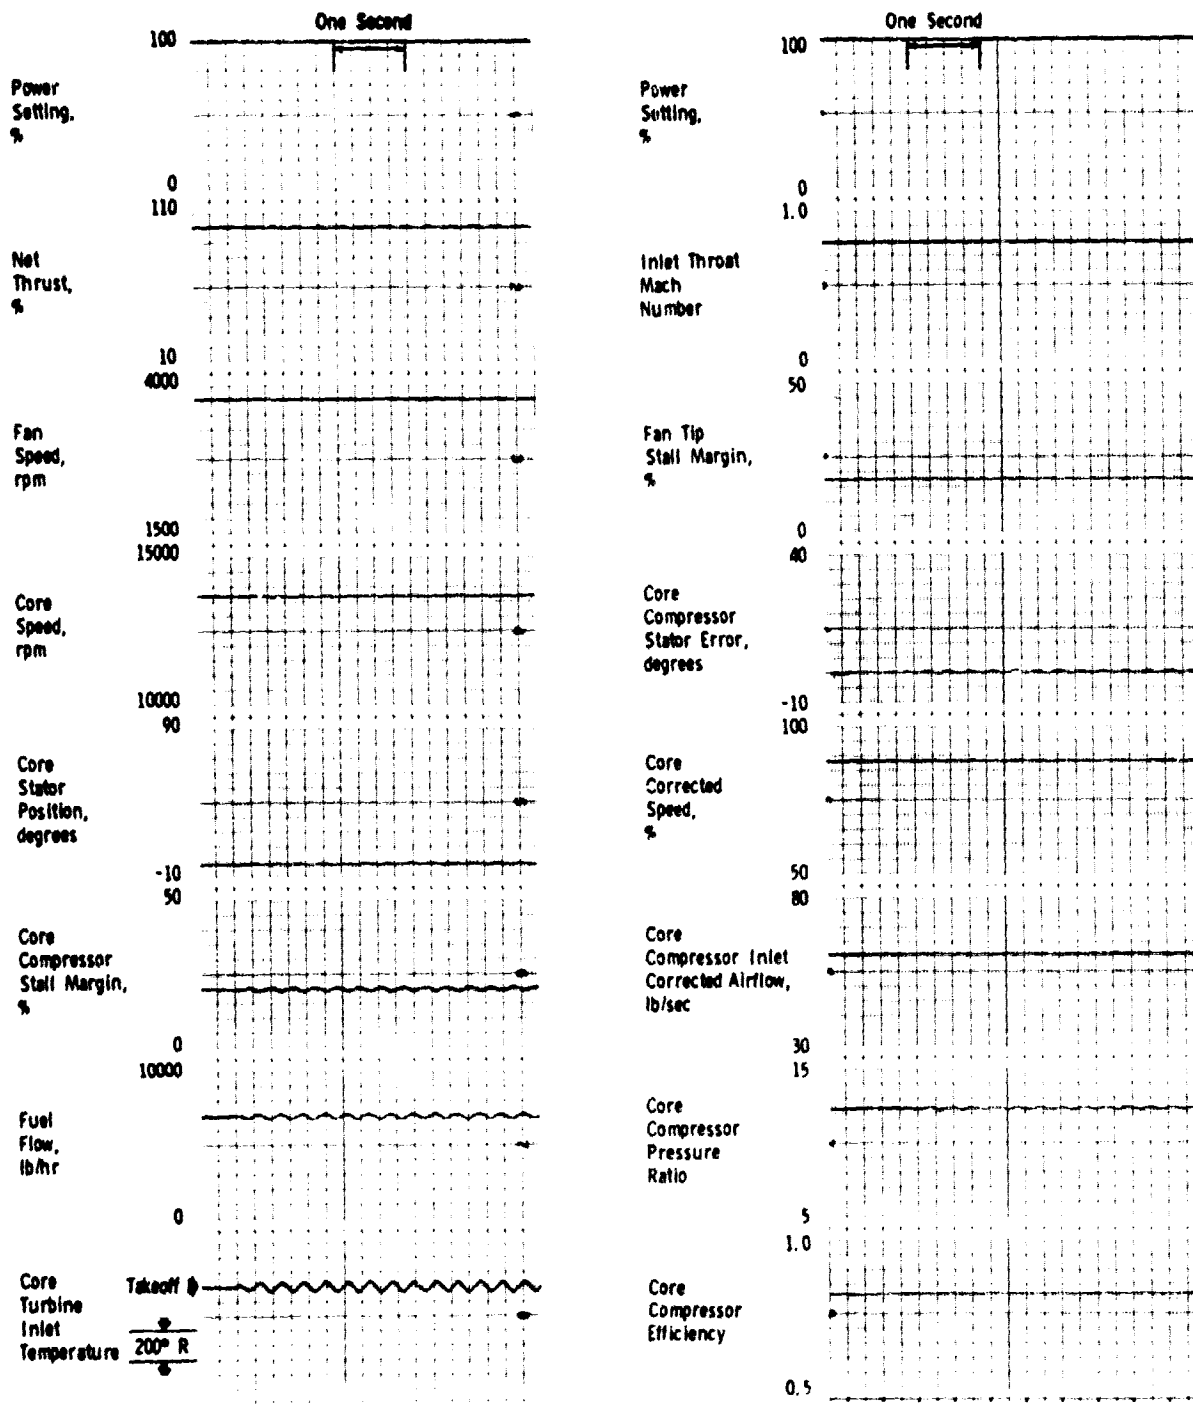 One Second
100
Power
Setting,
%
0
110
Net
Thrust,
%
10
4000
Fan
Speed,
rpm
1500
15000
Core
Speed,
rpm
10000
90
Core
Stator
Position,
degrees
-10
50
Core
Compressor
Stall Margin,
%
0
10000
Fuel
Flow,
lb/hr
0
Core
Turbine
Inlet
Temperature
Takeoff
200° R
One Second
100
Power
Setting,
%
0
1.0
Inlet Throat
Mach
Number
0
50
Fan Tip
Stall Margin,
%
0
40
Core
Compressor
Stator Error,
degrees
-10
100
Core
Corrected
Speed,
%
50
80
Core
Compressor Inlet
Corrected Airflow,
lb/sec
30
15
Core
Compressor
Pressure
Ratio
5
1.0
Core
Compressor
Efficiency
0.5